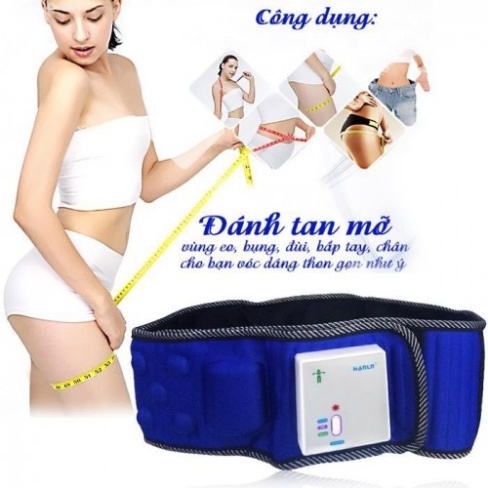 Công dụng:
Đánh tan mỡ
vùng eo, bụng, đùi, bắp tay, chân
cho bạn vóc dáng thon gọn như ý
HANLN